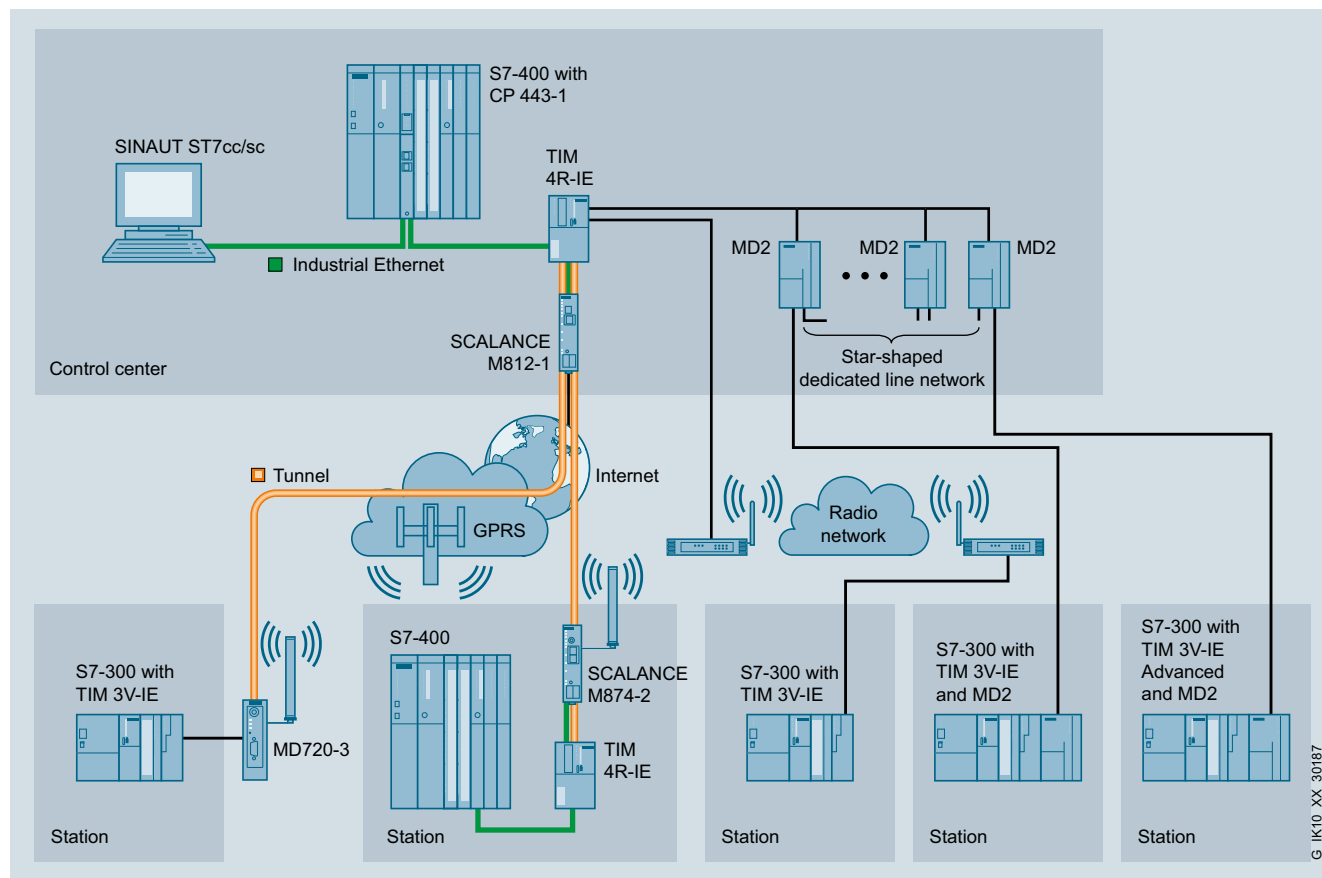 S7-400 with
CP 443-1
SINAUT ST7cc/sc
TIM
4R-IE
MD2
MD2
MD2
Industrial Ethernet
SCALANCE
M812-1
Star-shaped
dedicated line network
Control center
Tunnel
Internet
GPRS
Radio
network
S7-300 with
TIM 3V-IE
MD720-3
Station
S7-400
SCALANCE
M874-2
TIM
4R-IE
Station
S7-300 with
TIM 3V-IE
Station
S7-300 with
TIM 3V-IE
and MD2
Station
S7-300 with
TIM 3V-IE
Advanced
and MD2
Station
G_IK10_XX_30187